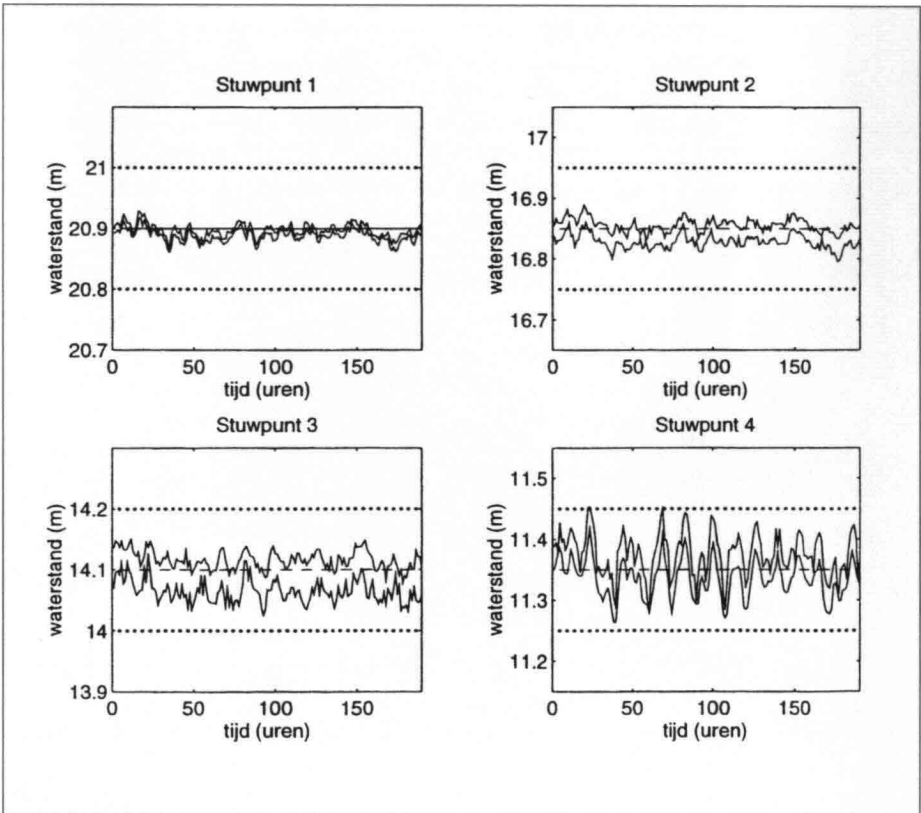 Stuwpunt 1
waterstand (m)
21
20.9
20.8
20.7
0 50 100 150
tijd (uren)
Stuwpunt 2
waterstand (m)
17
16.9
16.8
16.7
0 50 100 150
tijd (uren)
Stuwpunt 3
waterstand (m)
14.2
14.1
14
13.9
0 50 100 150
tijd (uren)
Stuwpunt 4
waterstand (m)
11.5
11.4
11.3
11.2
0 50 100 150
tijd (uren)